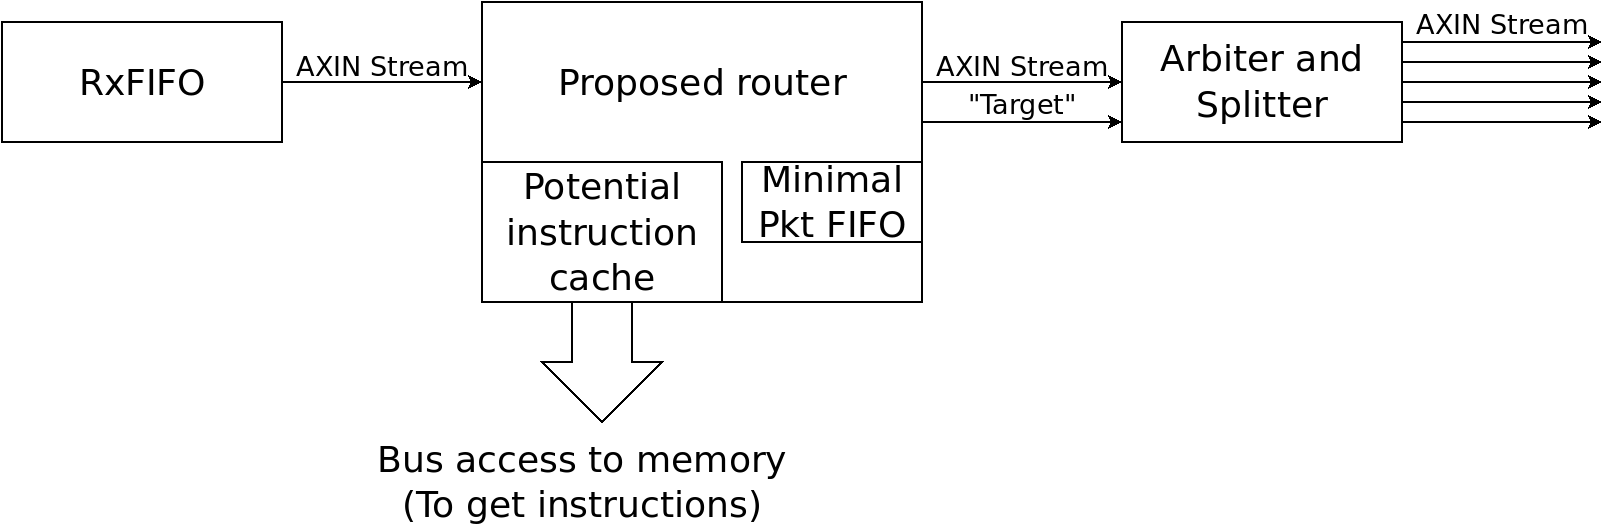 RxFIFO
AXIN Stream
Proposed router
AXIN Stream
"Target"
Arbiter and
Splitter
AXIN Stream
Potential
instruction
cache
Minimal
Pkt FIFO
Bus access to memory
(To get instructions)